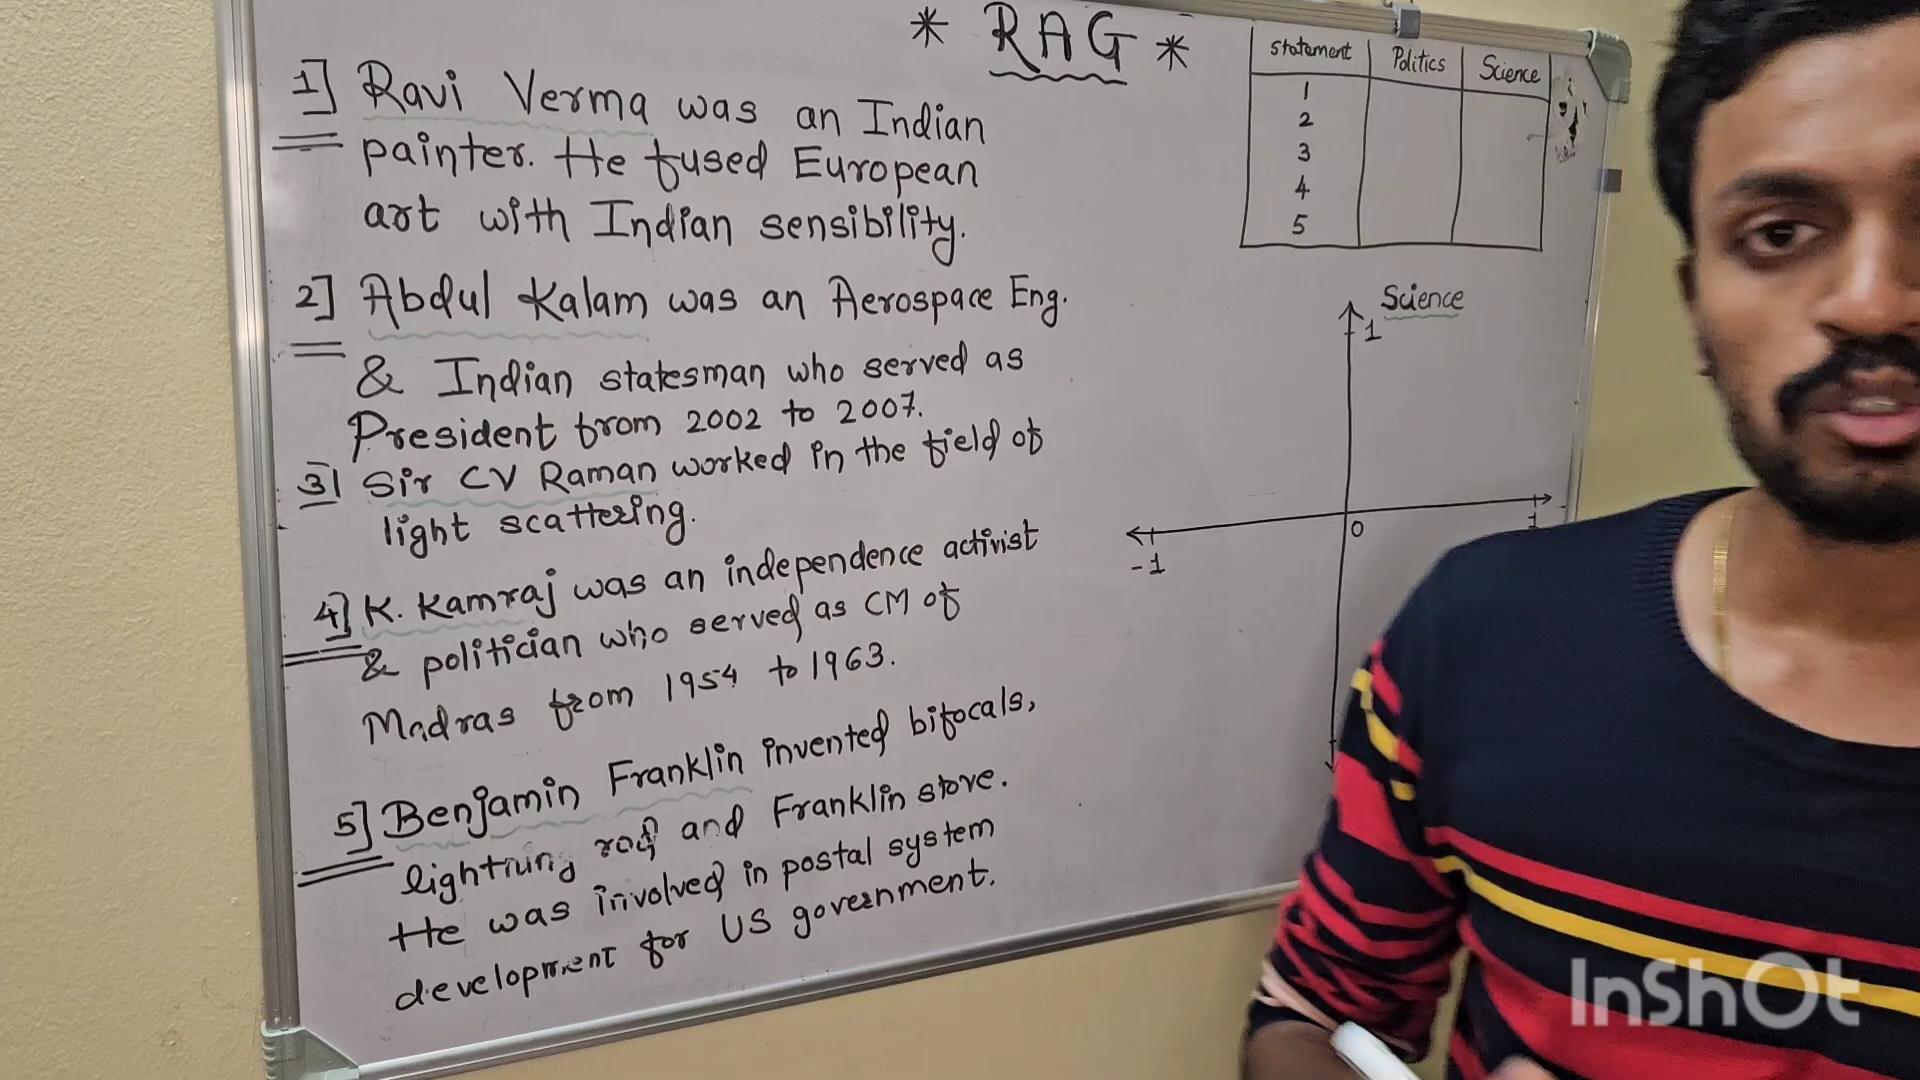 * RAG *
1] Ravi Verma was an Indian
painter. He fused European
art with Indian sensibility.
2] Abdul Kalam was an Aerospace Eng.
& Indian statesman who served as
President from 2002 to 2007.
3] Sir CV Raman worked in the field of
light scattering.
4] K. Kamraj was an independence activist
& politician who served as CM of
Madras from 1954 to 1963.
5] Benjamin Franklin invented bifocals,
lightning rod and Franklin stove.
He was involved in postal system
development for US government.
Statement Politics Science
1
2
3
4
5
Science
1
-1 0 1
InShOt